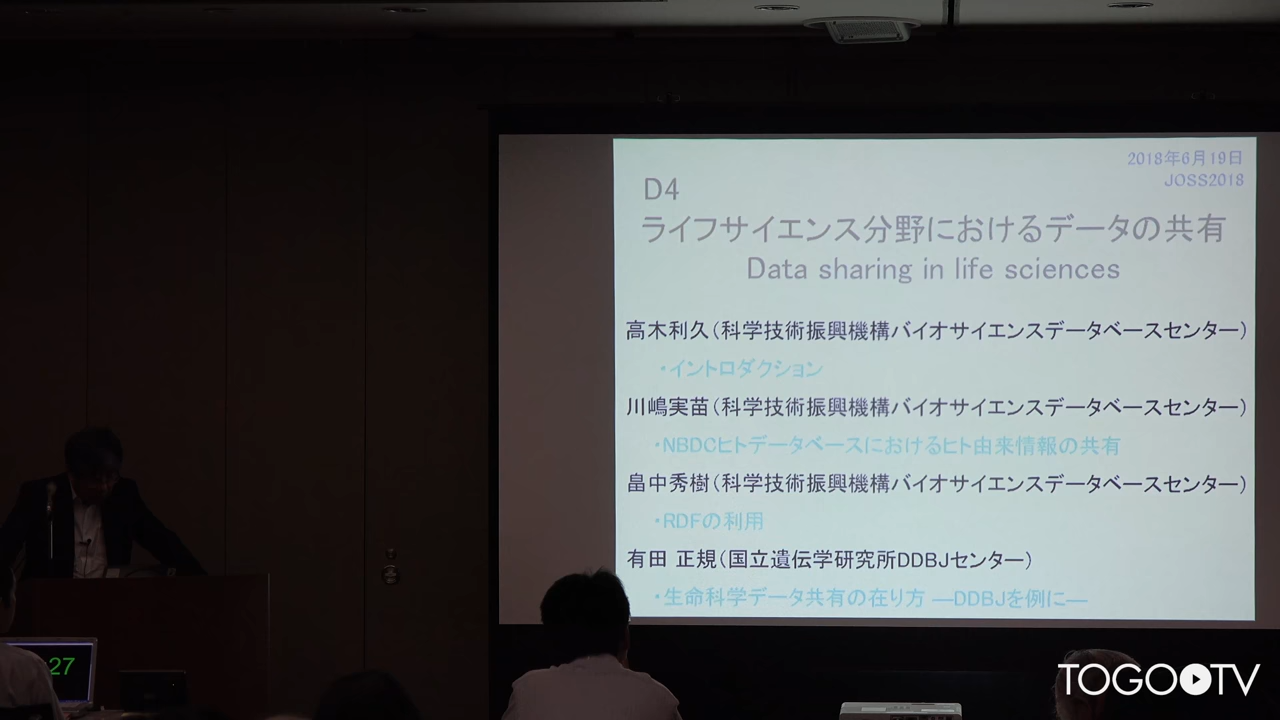 2018年6月19日
JOSS2018
D4
ライフサイエンス分野におけるデータの共有
Data sharing in life sciences
高木利久(科学技術振興機構バイオサイエンスデータベースセンター)
・イントロダクション
川嶋実苗(科学技術振興機構バイオサイエンスデータベースセンター)
・NBDCヒトデータベースにおけるヒト由来情報の共有
畠中秀樹(科学技術振興機構バイオサイエンスデータベースセンター)
・RDFの利用
有田 正規(国立遺伝学研究所DDBJセンター)
・生命科学データ共有の在り方 ―DDBJを例に―
27
TOGO TV